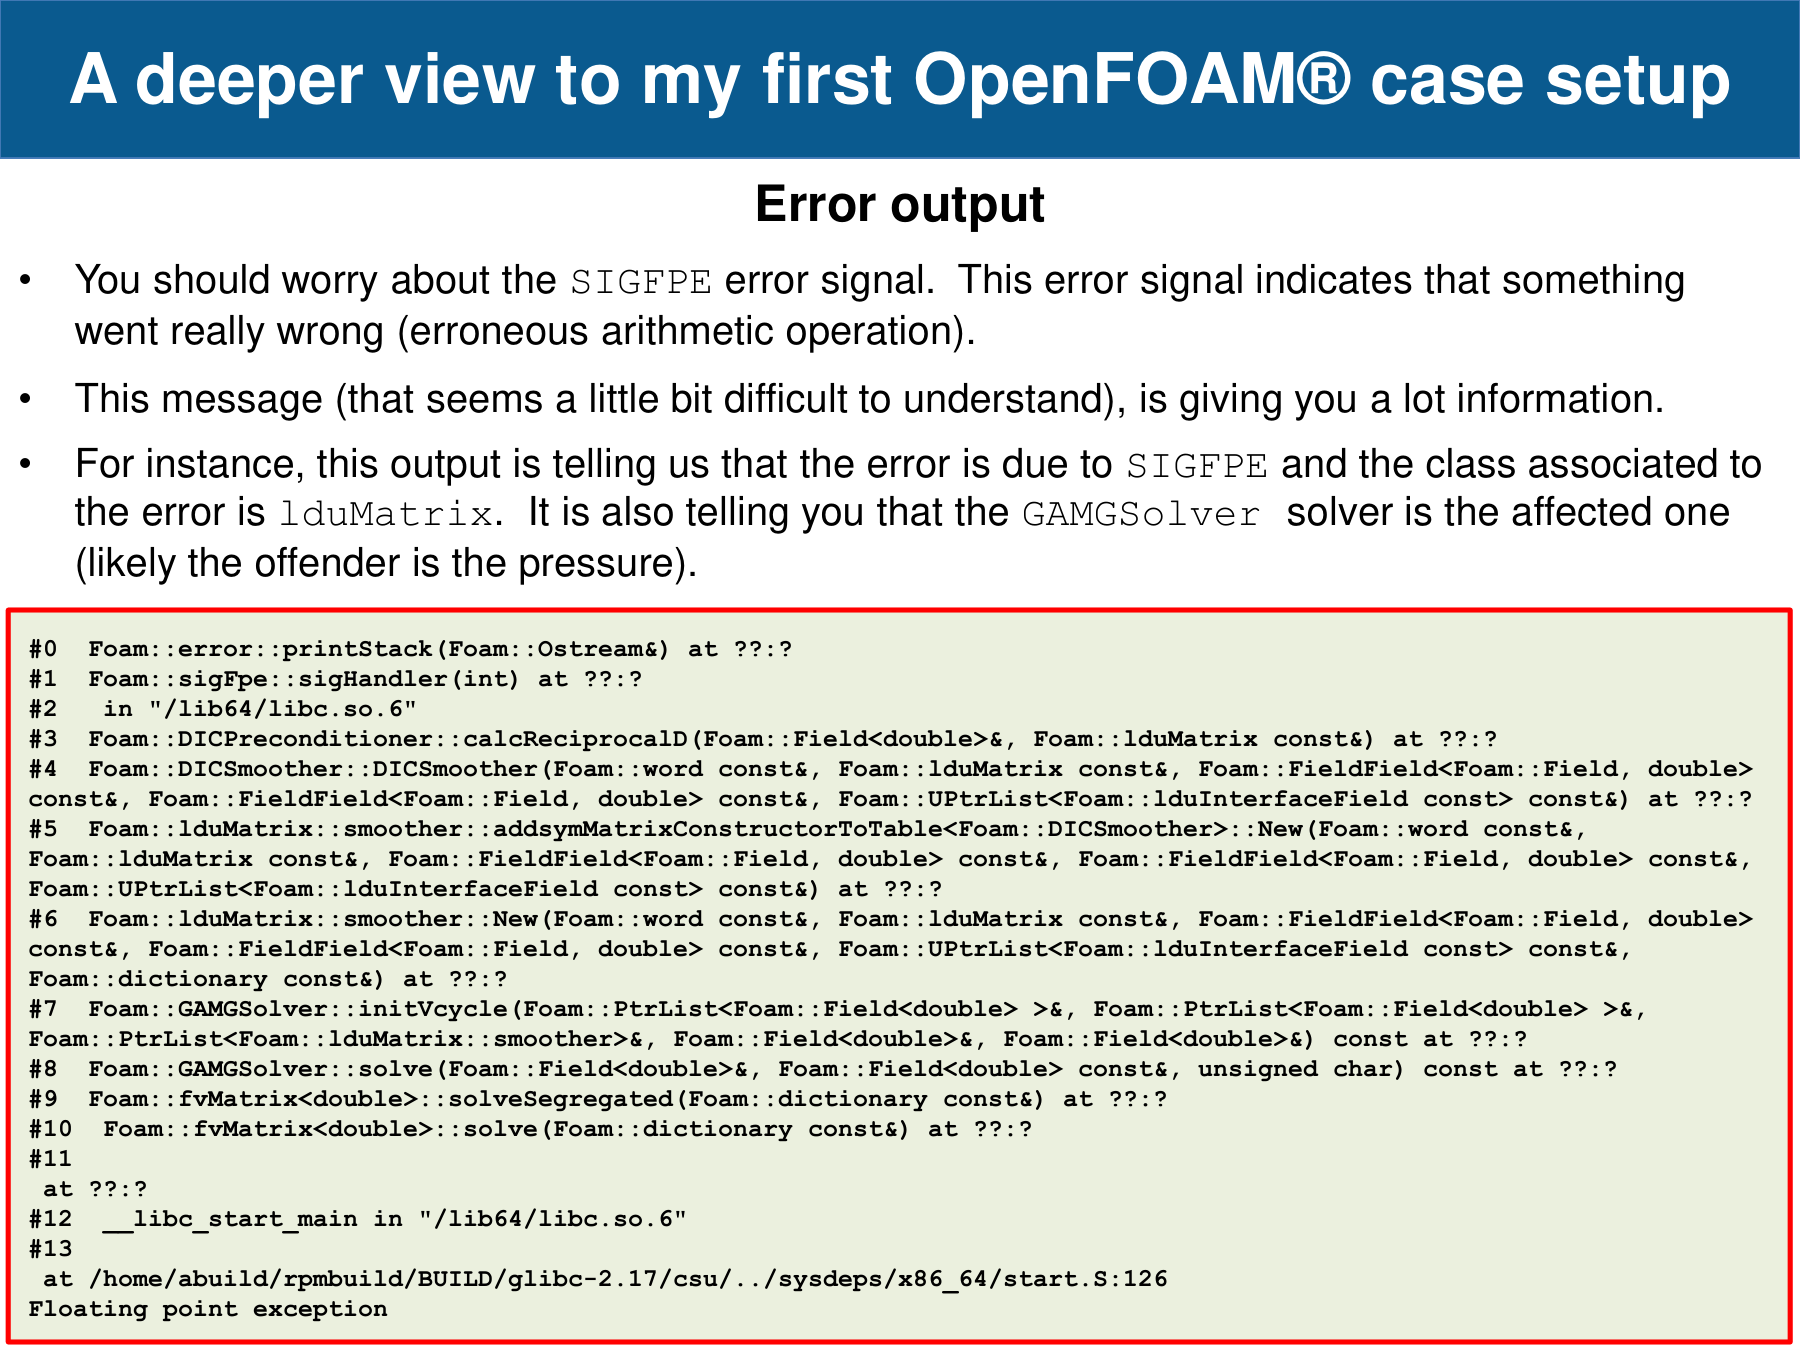 A deeper view to my first OpenFOAM® case setup
Error output
• You should worry about the SIGFPE error signal.  This error signal indicates that something
went really wrong (erroneous arithmetic operation).
• This message (that seems a little bit difficult to understand), is giving you a lot information.
• For instance, this output is telling us that the error is due to SIGFPE and the class associated to
the error is lduMatrix.  It is also telling you that the GAMGSolver  solver is the affected one
(likely the offender is the pressure).
#0  Foam::error::printStack(Foam::Ostream&) at ??:?
#1  Foam::sigFpe::sigHandler(int) at ??:?
#2   in "/lib64/libc.so.6"
#3  Foam::DICPreconditioner::calcReciprocalD(Foam::Field<double>&, Foam::lduMatrix const&) at ??:?
#4  Foam::DICSmoother::DICSmoother(Foam::word const&, Foam::lduMatrix const&, Foam::FieldField<Foam::Field, double>
const&, Foam::FieldField<Foam::Field, double> const&, Foam::UPtrList<Foam::lduInterfaceField const> const&) at ??:?
#5  Foam::lduMatrix::smoother::addsymMatrixConstructorToTable<Foam::DICSmoother>::New(Foam::word const&,
Foam::lduMatrix const&, Foam::FieldField<Foam::Field, double> const&, Foam::FieldField<Foam::Field, double> const&,
Foam::UPtrList<Foam::lduInterfaceField const> const&) at ??:?
#6  Foam::lduMatrix::smoother::New(Foam::word const&, Foam::lduMatrix const&, Foam::FieldField<Foam::Field, double>
const&, Foam::FieldField<Foam::Field, double> const&, Foam::UPtrList<Foam::lduInterfaceField const> const&,
Foam::dictionary const&) at ??:?
#7  Foam::GAMGSolver::initVcycle(Foam::PtrList<Foam::Field<double> >&, Foam::PtrList<Foam::Field<double> >&,
Foam::PtrList<Foam::lduMatrix::smoother>&, Foam::Field<double>&, Foam::Field<double>&) const at ??:?
#8  Foam::GAMGSolver::solve(Foam::Field<double>&, Foam::Field<double> const&, unsigned char) const at ??:?
#9  Foam::fvMatrix<double>::solveSegregated(Foam::dictionary const&) at ??:?
#10  Foam::fvMatrix<double>::solve(Foam::dictionary const&) at ??:?
#11
 at ??:?
#12  __libc_start_main in "/lib64/libc.so.6"
#13
 at /home/abuild/rpmbuild/BUILD/glibc-2.17/csu/../sysdeps/x86_64/start.S:126
Floating point exception